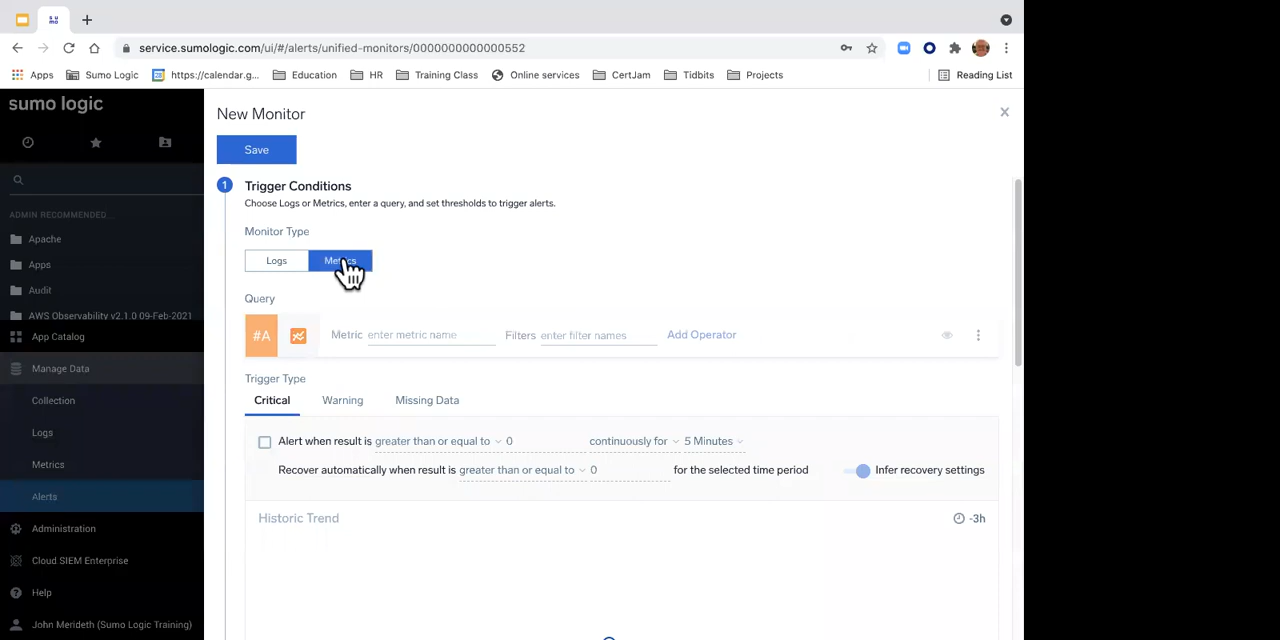 service.sumologic.com/ui/#/alerts/unified-monitors/0000000000000552
Apps Sumo Logic https://calendar.g... Education HR Training Class Online services CertJam Tidbits Projects Reading List
sumo logic
ADMIN RECOMMENDED...
Apache
Apps
Audit
AWS Observability v2.1.0 09-Feb-2021
App Catalog
Manage Data
Collection
Logs
Metrics
Alerts
Administration
Cloud SIEM Enterprise
Help
John Merideth (Sumo Logic Training)
New Monitor
Save
1 Trigger Conditions
Choose Logs or Metrics, enter a query, and set thresholds to trigger alerts.
Monitor Type
Logs Metrics
Query
#A Metric enter metric name Filters enter filter names Add Operator
Trigger Type
Critical Warning Missing Data
Alert when result is greater than or equal to 0 continuously for 5 Minutes
Recover automatically when result is greater than or equal to 0 for the selected time period Infer recovery settings
Historic Trend -3h